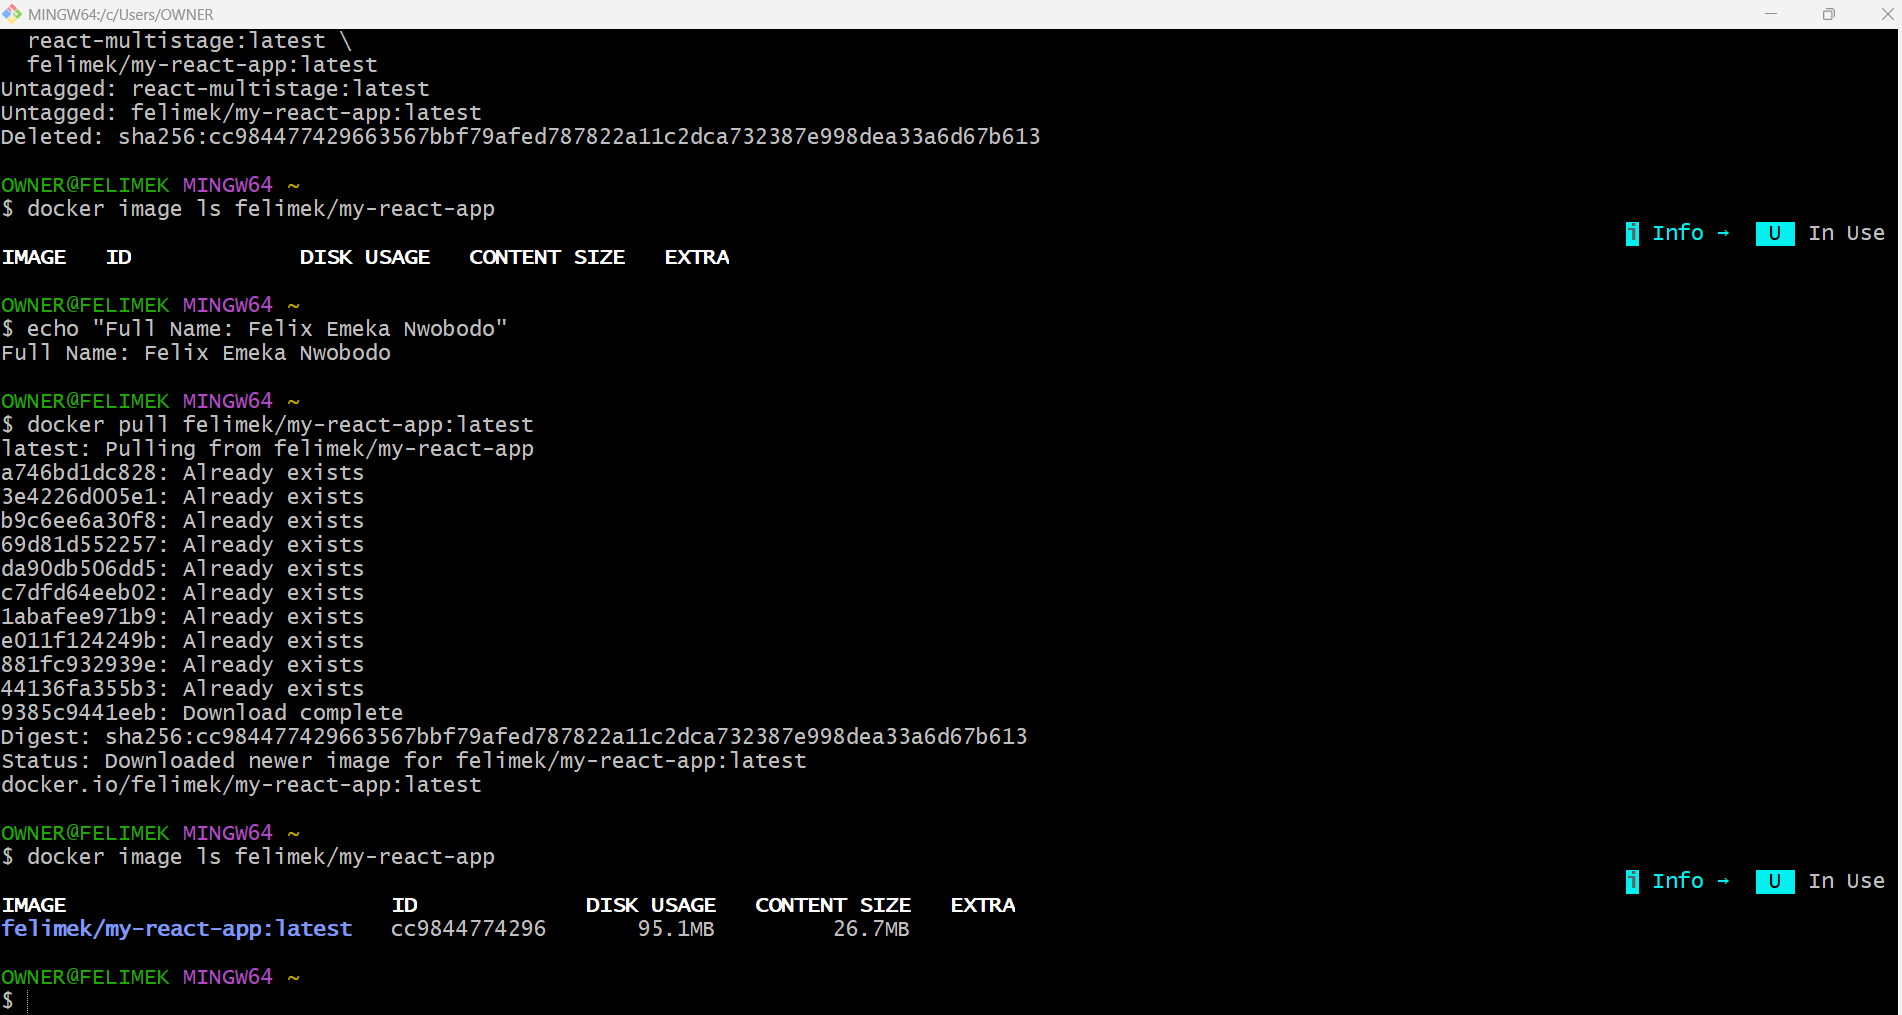 MINGW64:/c/Users/OWNER
  react-multistage:latest \
  felimek/my-react-app:latest
Untagged: react-multistage:latest
Untagged: felimek/my-react-app:latest
Deleted: sha256:cc984477429663567bbf79afed787822a11c2dca732387e998dea33a6d67b613
OWNER@FELIMEK MINGW64 ~
$ docker image ls felimek/my-react-app
i Info → U In Use
IMAGE   ID   DISK USAGE   CONTENT SIZE   EXTRA
OWNER@FELIMEK MINGW64 ~
$ echo "Full Name: Felix Emeka Nwobodo"
Full Name: Felix Emeka Nwobodo
OWNER@FELIMEK MINGW64 ~
$ docker pull felimek/my-react-app:latest
latest: Pulling from felimek/my-react-app
a746bd1dc828: Already exists
3e4226d005e1: Already exists
b9c6ee6a30f8: Already exists
69d81d552257: Already exists
da90db506dd5: Already exists
c7dfd64eeb02: Already exists
1abafee971b9: Already exists
e011f124249b: Already exists
881fc932939e: Already exists
44136fa355b3: Already exists
9385c9441eeb: Download complete
Digest: sha256:cc984477429663567bbf79afed787822a11c2dca732387e998dea33a6d67b613
Status: Downloaded newer image for felimek/my-react-app:latest
docker.io/felimek/my-react-app:latest
OWNER@FELIMEK MINGW64 ~
$ docker image ls felimek/my-react-app
i Info → U In Use
IMAGE   ID   DISK USAGE   CONTENT SIZE   EXTRA
felimek/my-react-app:latest   cc9844774296   95.1MB   26.7MB
OWNER@FELIMEK MINGW64 ~
$